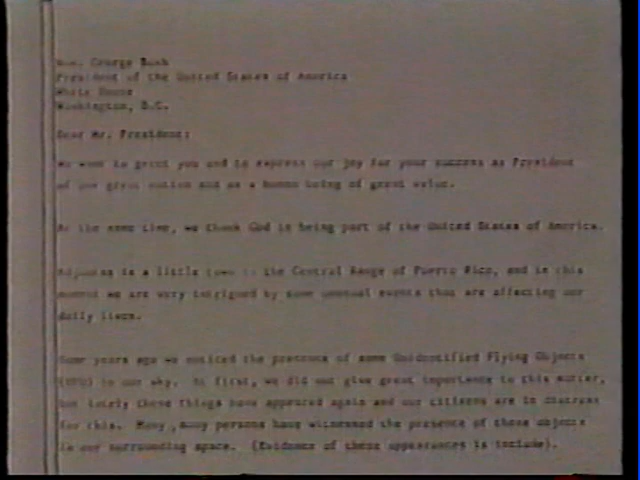 Hon. George Bush
President of the United States of America
White House
Washington, D.C.
Dear Mr. President:
We want to greet you and to express our joy for your success as President
of our great nation and as a human being of great value.
At the same time, we thank God in being part of the United States of America.
Adjuntas is a little town in the Central Range of Puerto Rico, and in this
moment we are very intrigued by some unusual events that are affecting our
daily lives.
Some years ago we noticed the presence of some Unidentified Flying Objects
(UFO) in our sky. At first, we did not give great importance to this matter,
but lately these things have appeared again and our citizens are in distress
for this. Many, many persons have witnessed the presence of these objects
in our surrounding space. (Evidence of these appearances is include).